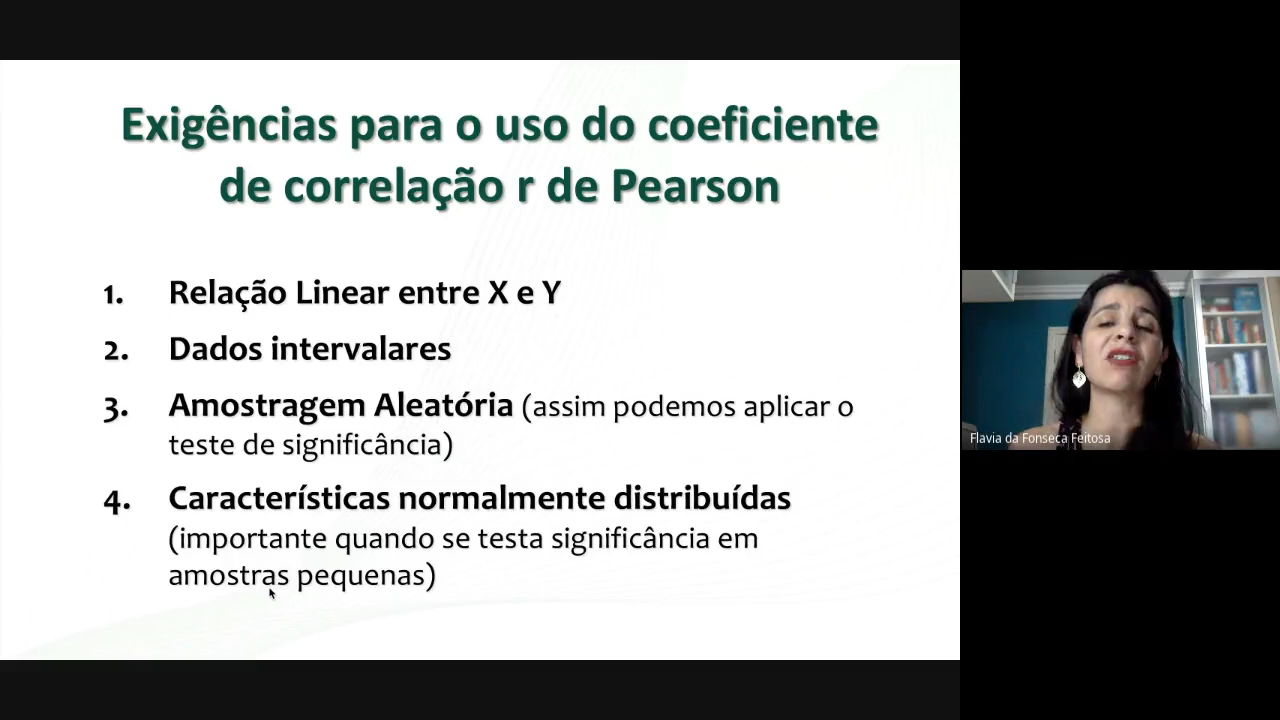 Exigências para o uso do coeficiente
de correlação r de Pearson
1. Relação Linear entre X e Y
2. Dados intervalares
3. Amostragem Aleatória (assim podemos aplicar o
teste de significância)
4. Características normalmente distribuídas
(importante quando se testa significância em
amostras pequenas)
Flavia da Fonseca Feitosa